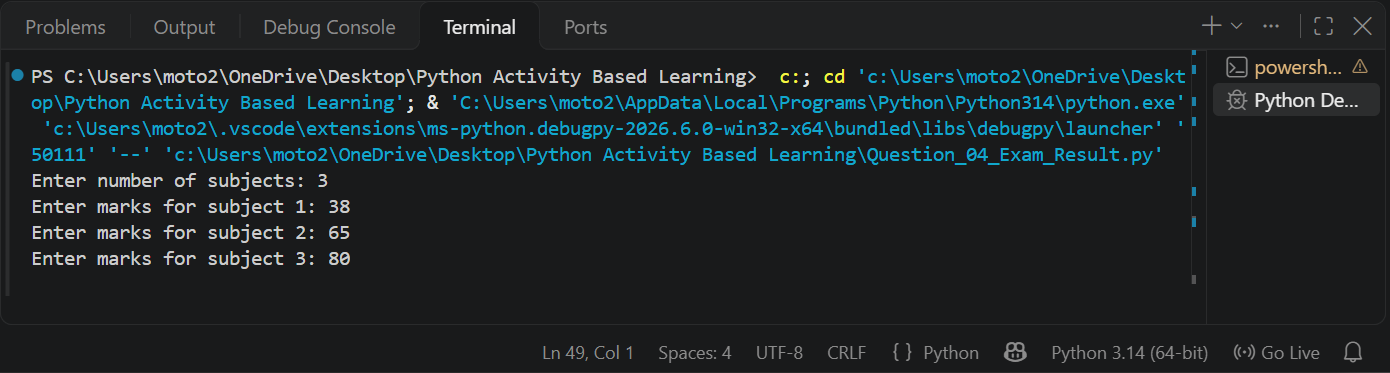 Problems Output Debug Console Terminal Ports
PS C:\Users\moto2\OneDrive\Desktop\Python Activity Based Learning>  c:; cd 'c:\Users\moto2\OneDrive\Deskt
op\Python Activity Based Learning'; & 'C:\Users\moto2\AppData\Local\Programs\Python\Python314\python.exe'
 'c:\Users\moto2\.vscode\extensions\ms-python.debugpy-2026.6.0-win32-x64\bundled\libs\debugpy\launcher' '
50111' '--' 'c:\Users\moto2\OneDrive\Desktop\Python Activity Based Learning\Question_04_Exam_Result.py'
Enter number of subjects: 3
Enter marks for subject 1: 38
Enter marks for subject 2: 65
Enter marks for subject 3: 80
powersh...
Python De...
Ln 49, Col 1 Spaces: 4 UTF-8 CRLF {} Python Python 3.14 (64-bit) Go Live